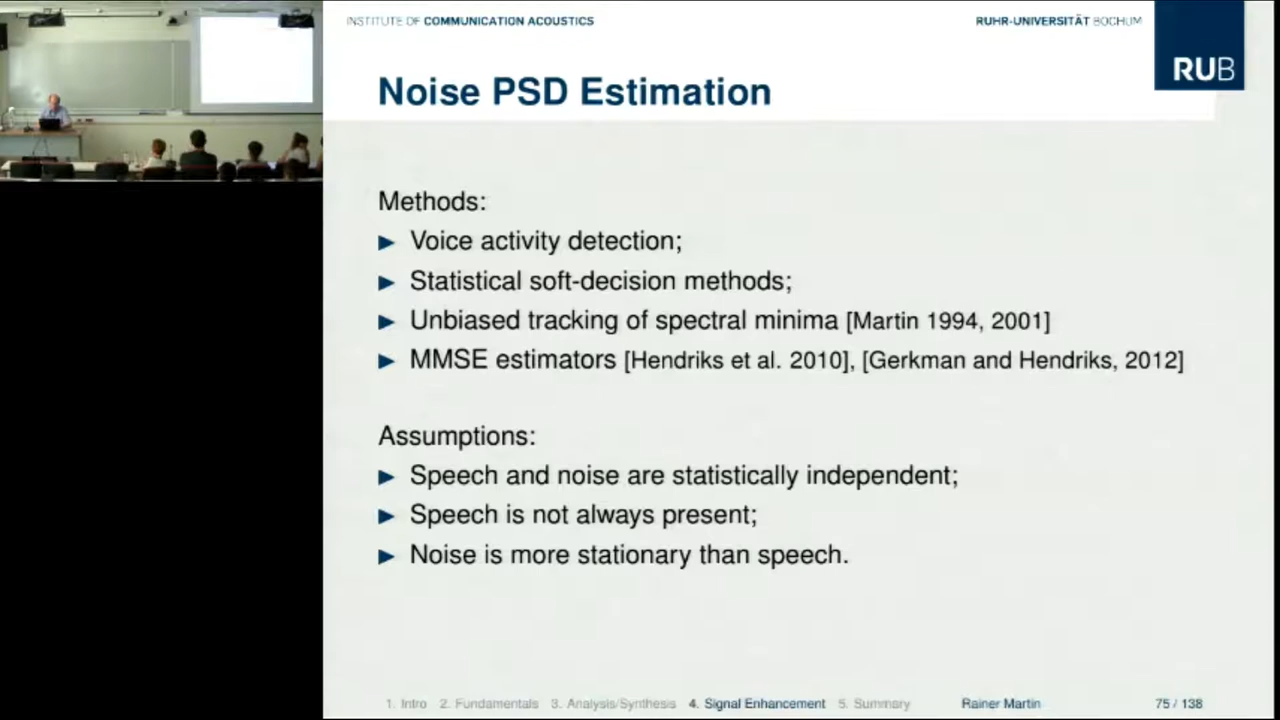 INSTITUTE OF COMMUNICATION ACOUSTICS
RUHR-UNIVERSITÄT BOCHUM
RUB
Noise PSD Estimation
Methods:
▶ Voice activity detection;
▶ Statistical soft-decision methods;
▶ Unbiased tracking of spectral minima [Martin 1994, 2001]
▶ MMSE estimators [Hendriks et al. 2010], [Gerkman and Hendriks, 2012]
Assumptions:
▶ Speech and noise are statistically independent;
▶ Speech is not always present;
▶ Noise is more stationary than speech.
1. Intro 2. Fundamentals 3. Analysis/Synthesis 4. Signal Enhancement 5. Summary Rainer Martin 75 / 138